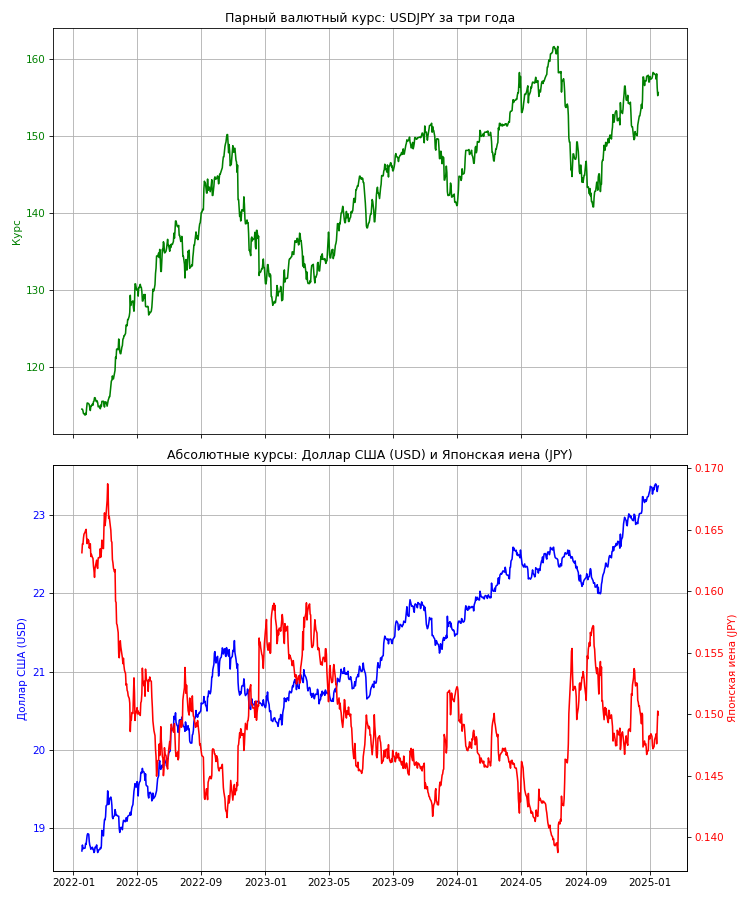 Парный валютный курс: USDJPY за три года
Курс
160
150
140
130
120
Абсолютные курсы: Доллар США (USD) и Японская иена (JPY)
Доллар США (USD)
23
22
21
20
19
0.170
0.165
0.160
0.155
0.150
0.145
0.140
Японская иена (JPY)
2022-01 2022-05 2022-09 2023-01 2023-05 2023-09 2024-01 2024-05 2024-09 2025-01